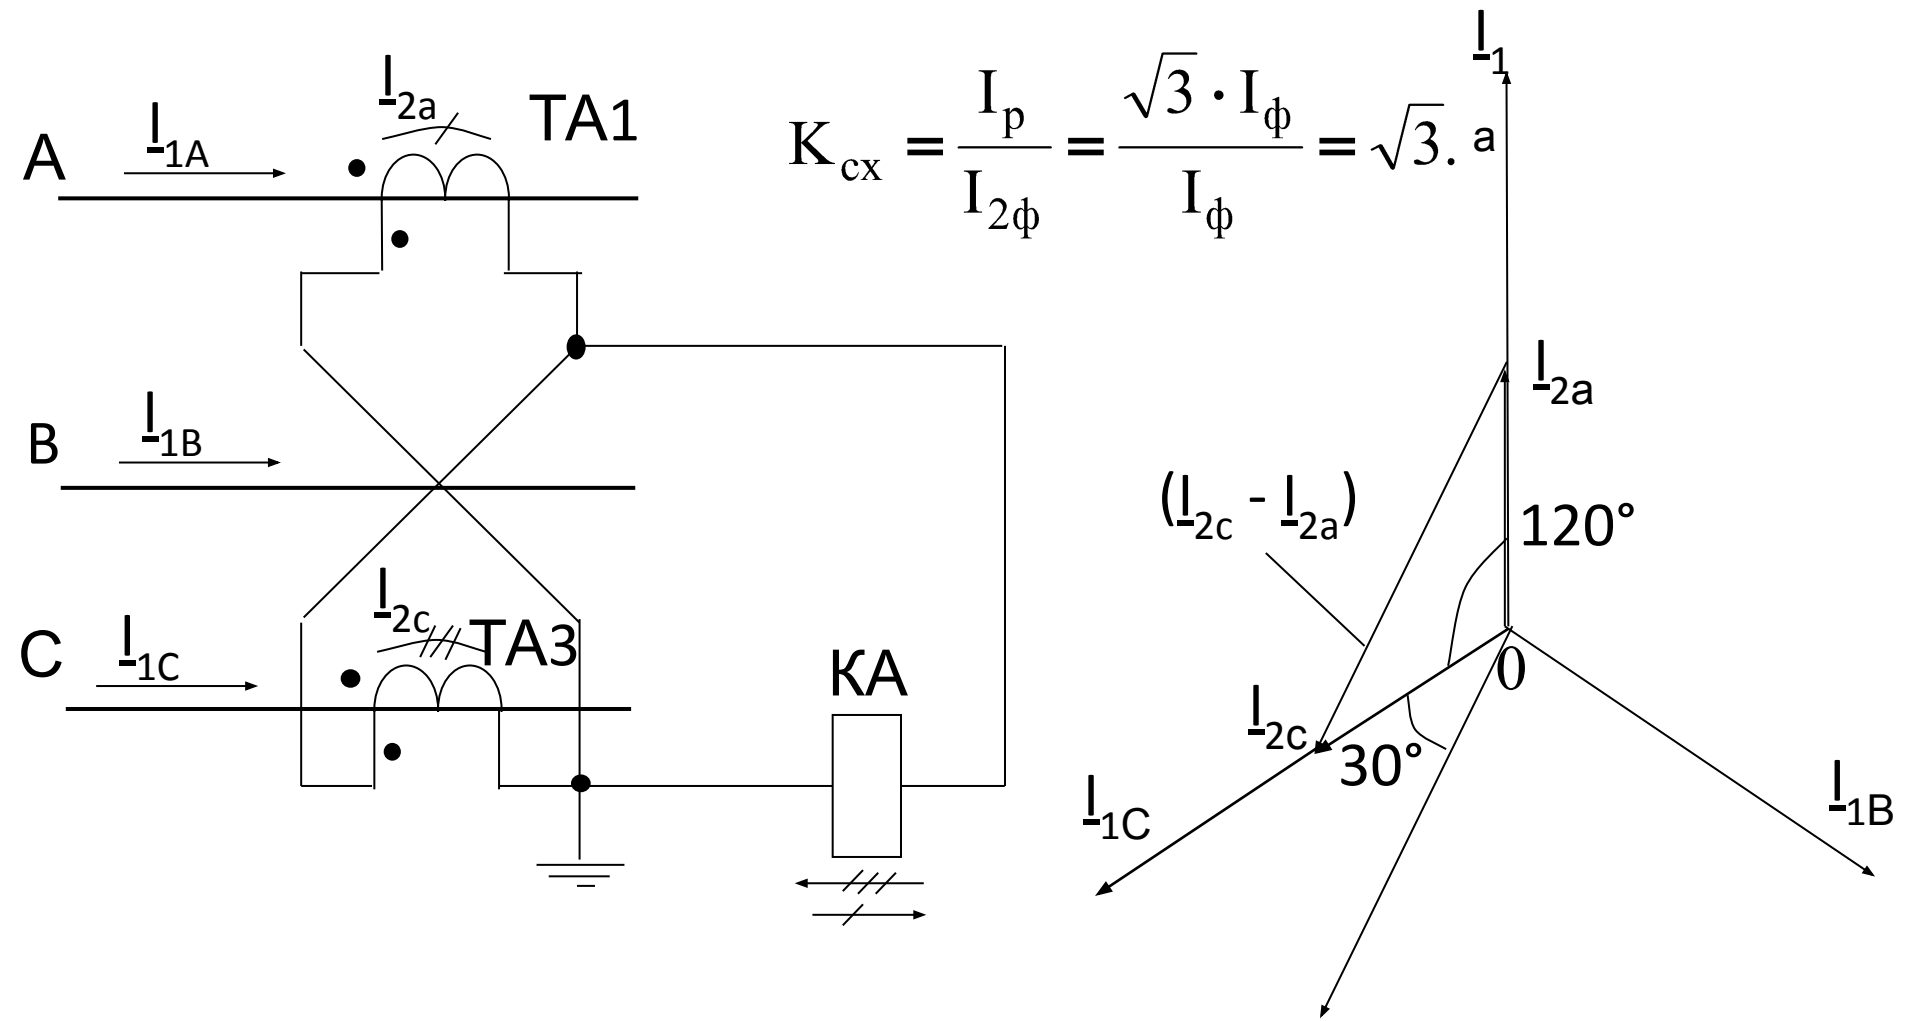 A
I1A
I2a
TA1
Kсх = Iр / I2ф = √3 · Iф / Iф = √3.
I1
a
B
I1B
I2a
(I2c - I2a)
120°
C
I1C
I2c
TA3
КА
0
I2c
30°
I1C
I1B